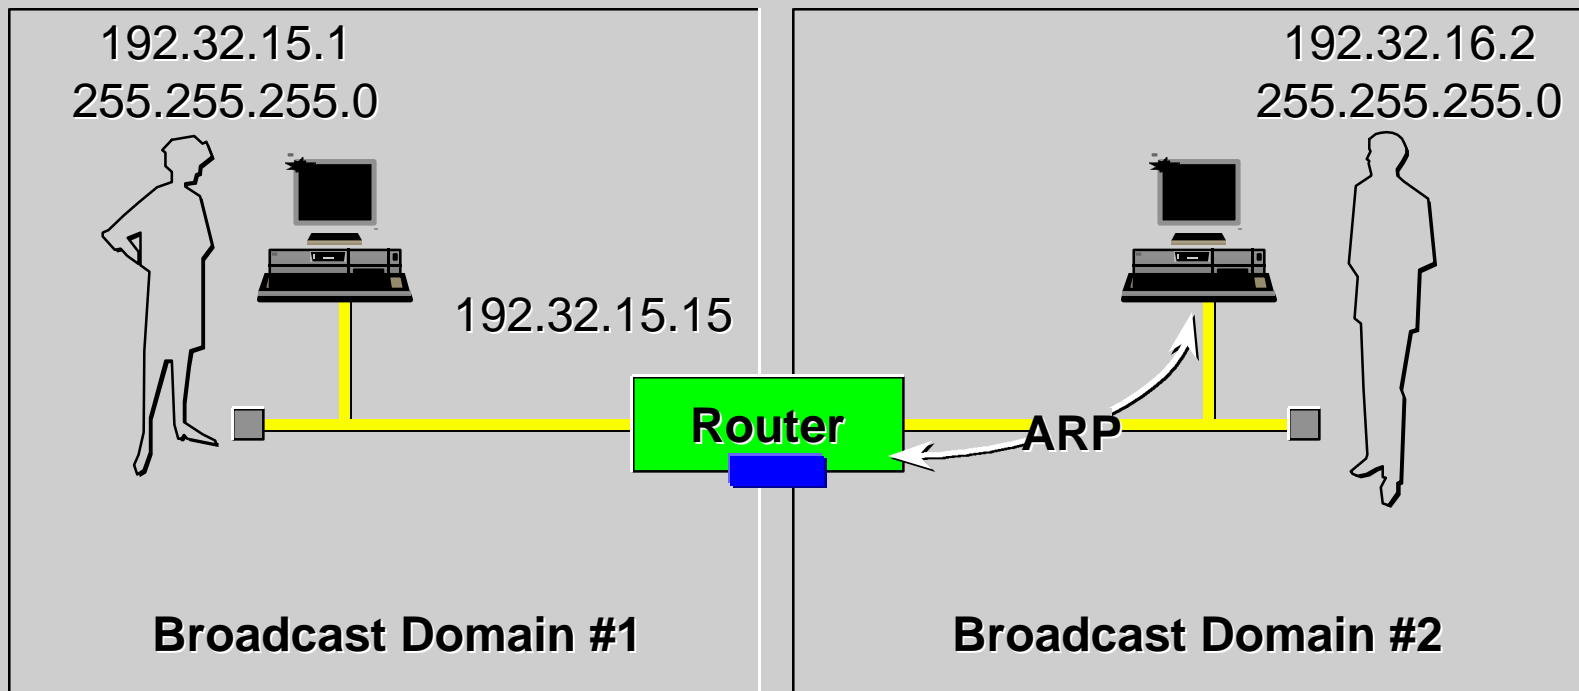 192.32.15.1
255.255.255.0
192.32.16.2
255.255.255.0
192.32.15.15
Router
ARP
Broadcast Domain #1
Broadcast Domain #2